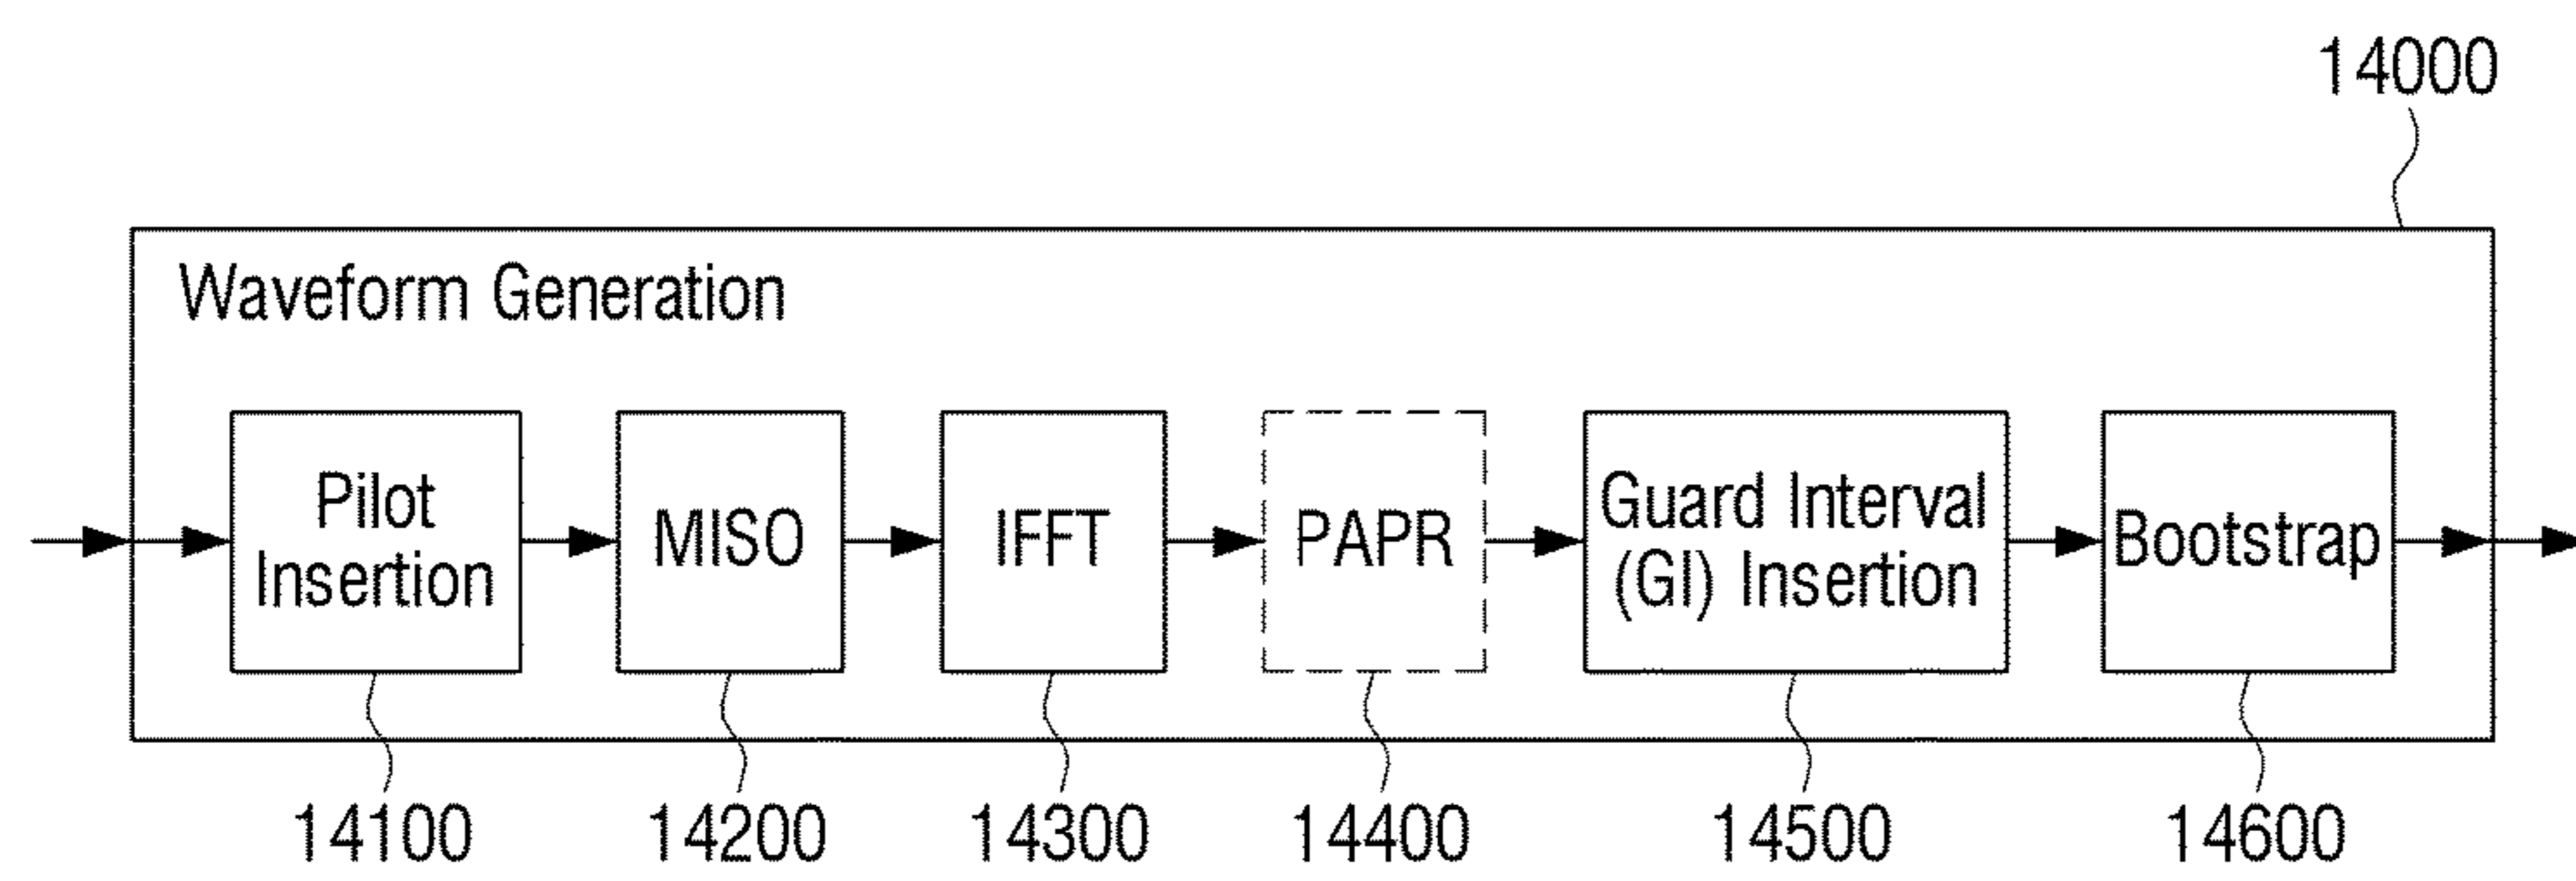 14000
Waveform Generation
Pilot
Insertion
MISO
IFFT
PAPR
Guard Interval
(GI) Insertion
Bootstrap
14100
14200
14300
14400
14500
14600